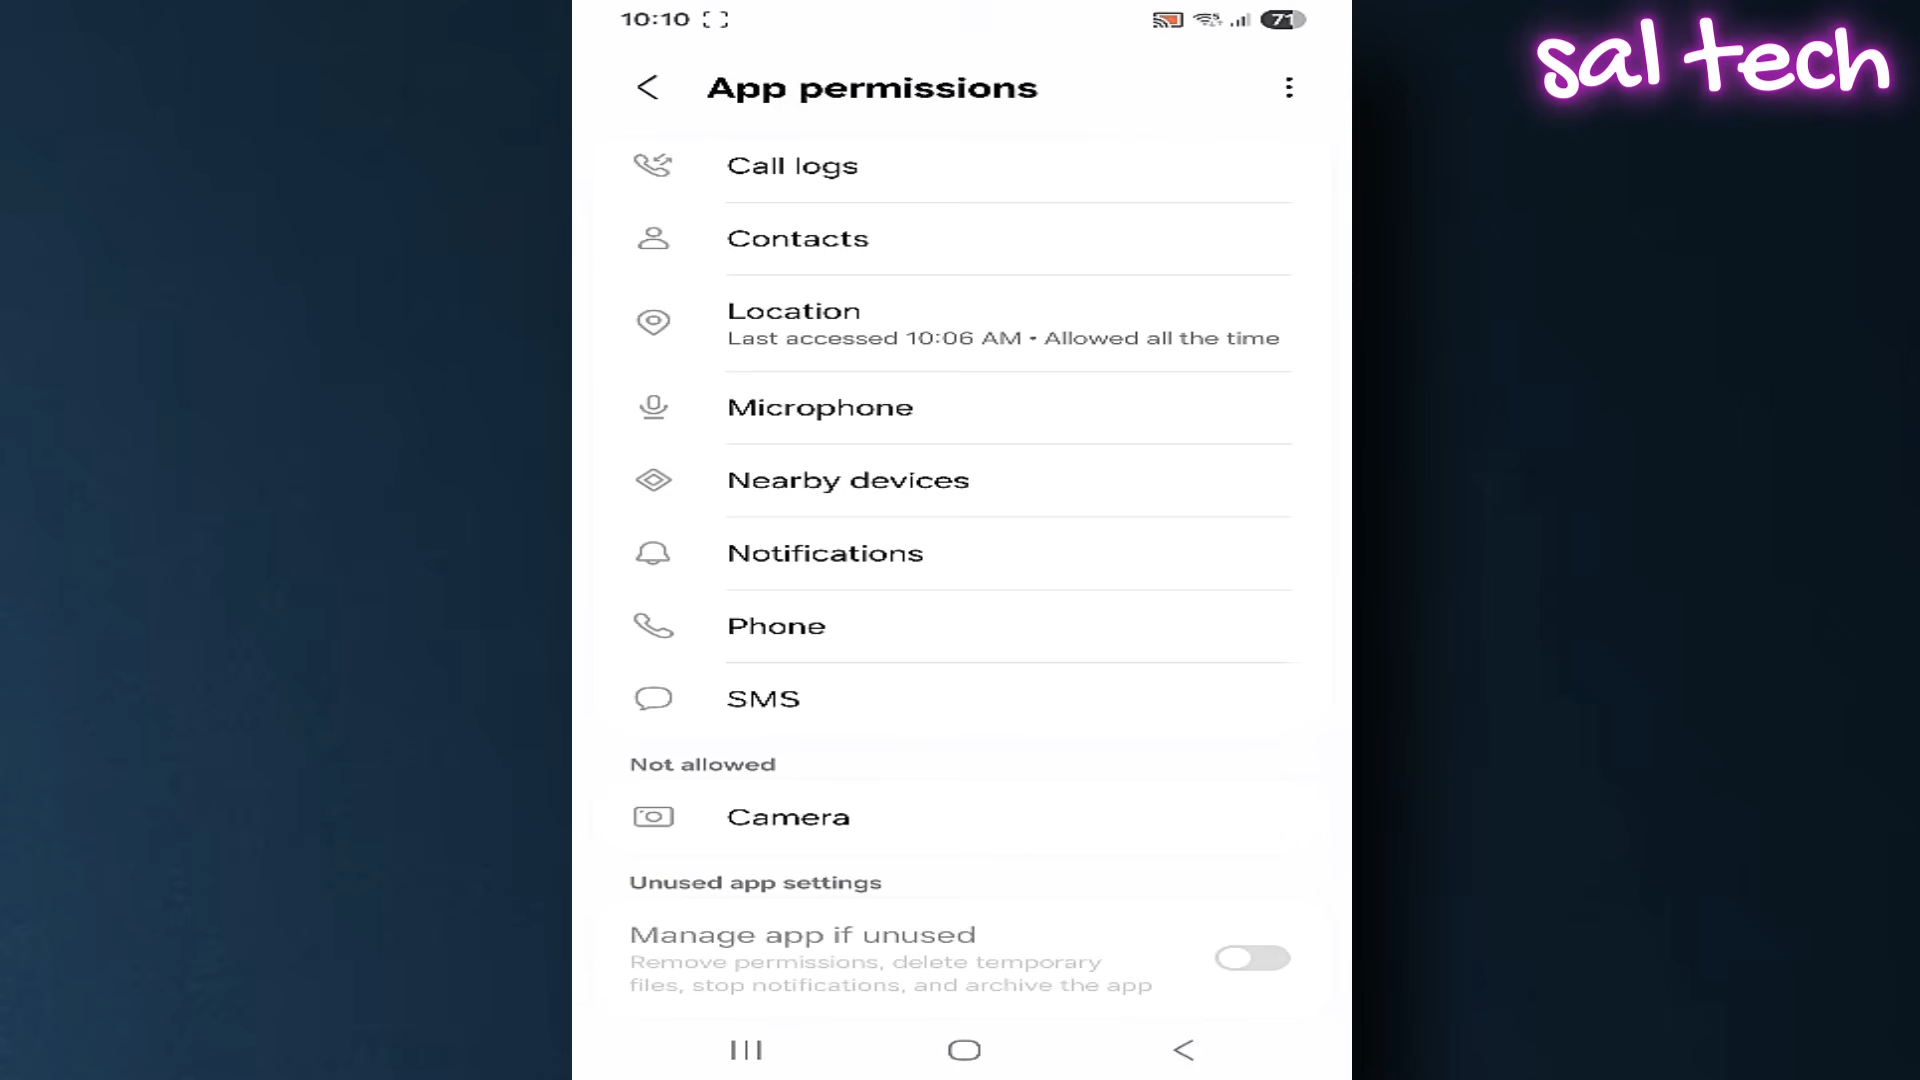 10:10
71
sal tech
App permissions
Call logs
Contacts
Location
Last accessed 10:06 AM • Allowed all the time
Microphone
Nearby devices
Notifications
Phone
SMS
Not allowed
Camera
Unused app settings
Manage app if unused
Remove permissions, delete temporary
files, stop notifications, and archive the app